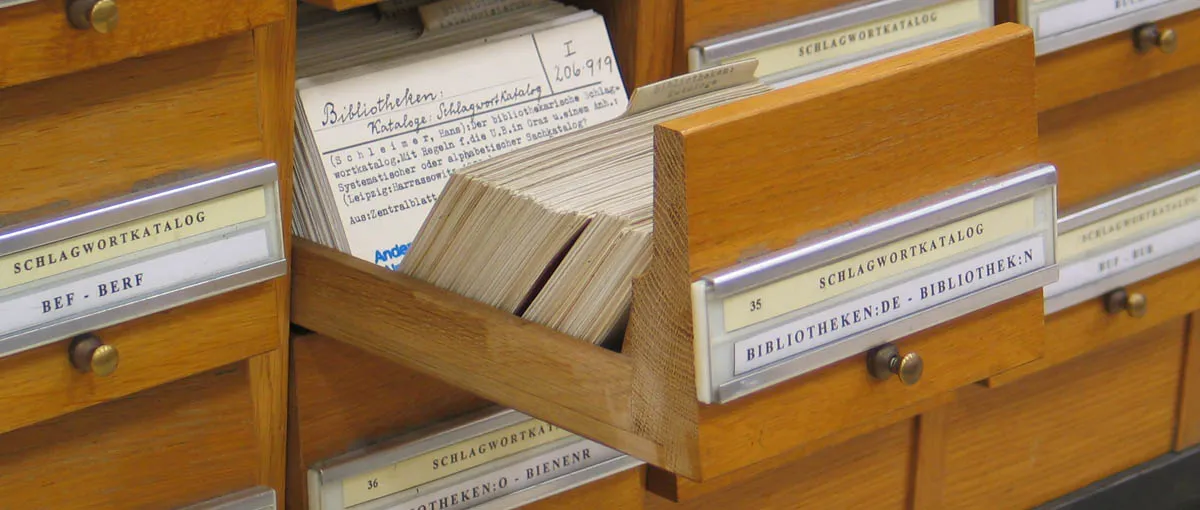 SCHLAGWORTKATALOG
BEF - BERF
Bibliotheken:
Kataloge: Schlagwortkatalog
I
206.919
(Schleimer, Hans):Der bibliothekarische Schlag-
wortkatalog.Mit Regeln f.die U.B.in Graz u.einem Anh.:
Systematischer oder alphabetischer Sachkatalog?
(Leipzig:Harrassowitz
Aus:Zentralblatt
SCHLAGWORTKATALOG
35
SCHLAGWORTKATALOG
BIBLIOTHEKEN:DE - BIBLIOTHEK:N
36
SCHLAGWORTKATALOG
BIBLIOTHEKEN:O - BIENENR
SCHLAGWORTKATALOG
BUF - BUR